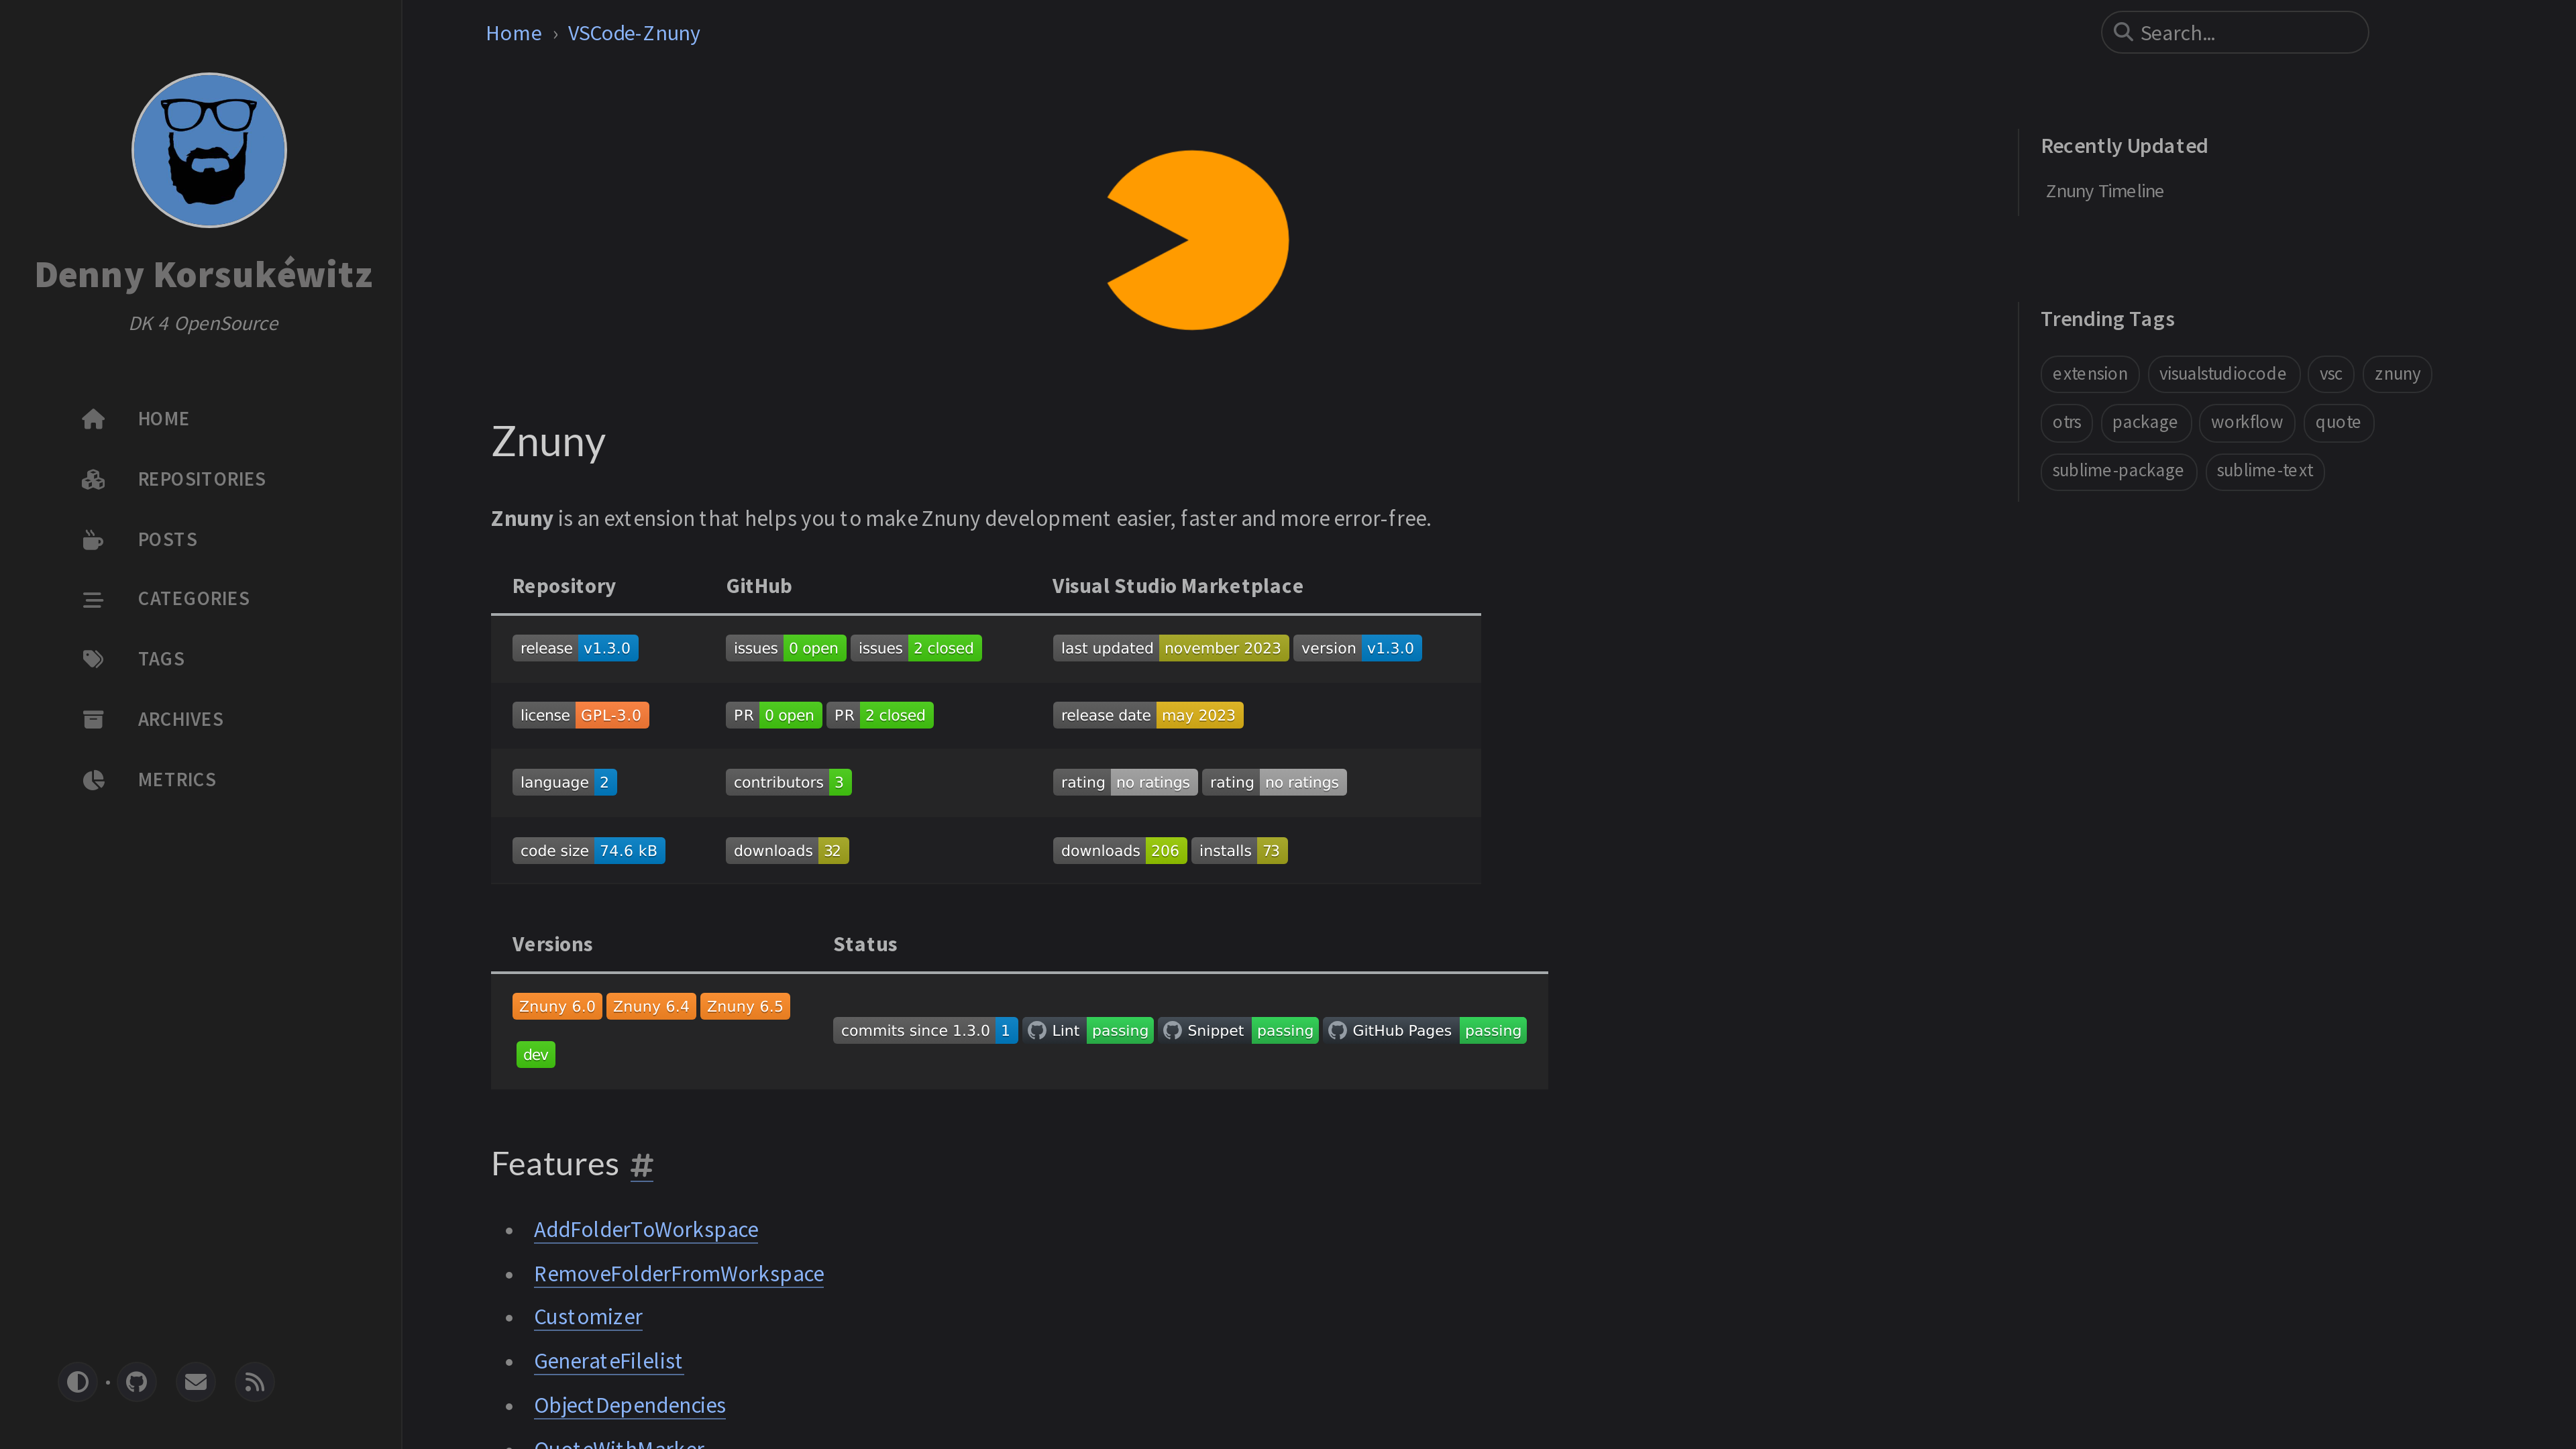 Denny Korsukéwitz
DK 4 OpenSource
HOME
REPOSITORIES
POSTS
CATEGORIES
TAGS
ARCHIVES
METRICS
Home › VSCode-Znuny
Search...
Znuny
Znuny is an extension that helps you to make Znuny development easier, faster and more error-free.
Repository GitHub Visual Studio Marketplace
release v1.3.0 issues 0 open issues 2 closed last updated november 2023 version v1.3.0
license GPL-3.0 PR 0 open PR 2 closed release date may 2023
language 2 contributors 3 rating no ratings rating no ratings
code size 74.6 kB downloads 32 downloads 206 installs 73
Versions Status
Znuny 6.0 Znuny 6.4 Znuny 6.5
dev
commits since 1.3.0 1 Lint passing Snippet passing GitHub Pages passing
Features #
AddFolderToWorkspace
RemoveFolderFromWorkspace
Customizer
GenerateFilelist
ObjectDependencies
QuoteWithMarker
Recently Updated
Znuny Timeline
Trending Tags
extension visualstudiocode vsc znuny
otrs package workflow quote
sublime-package sublime-text